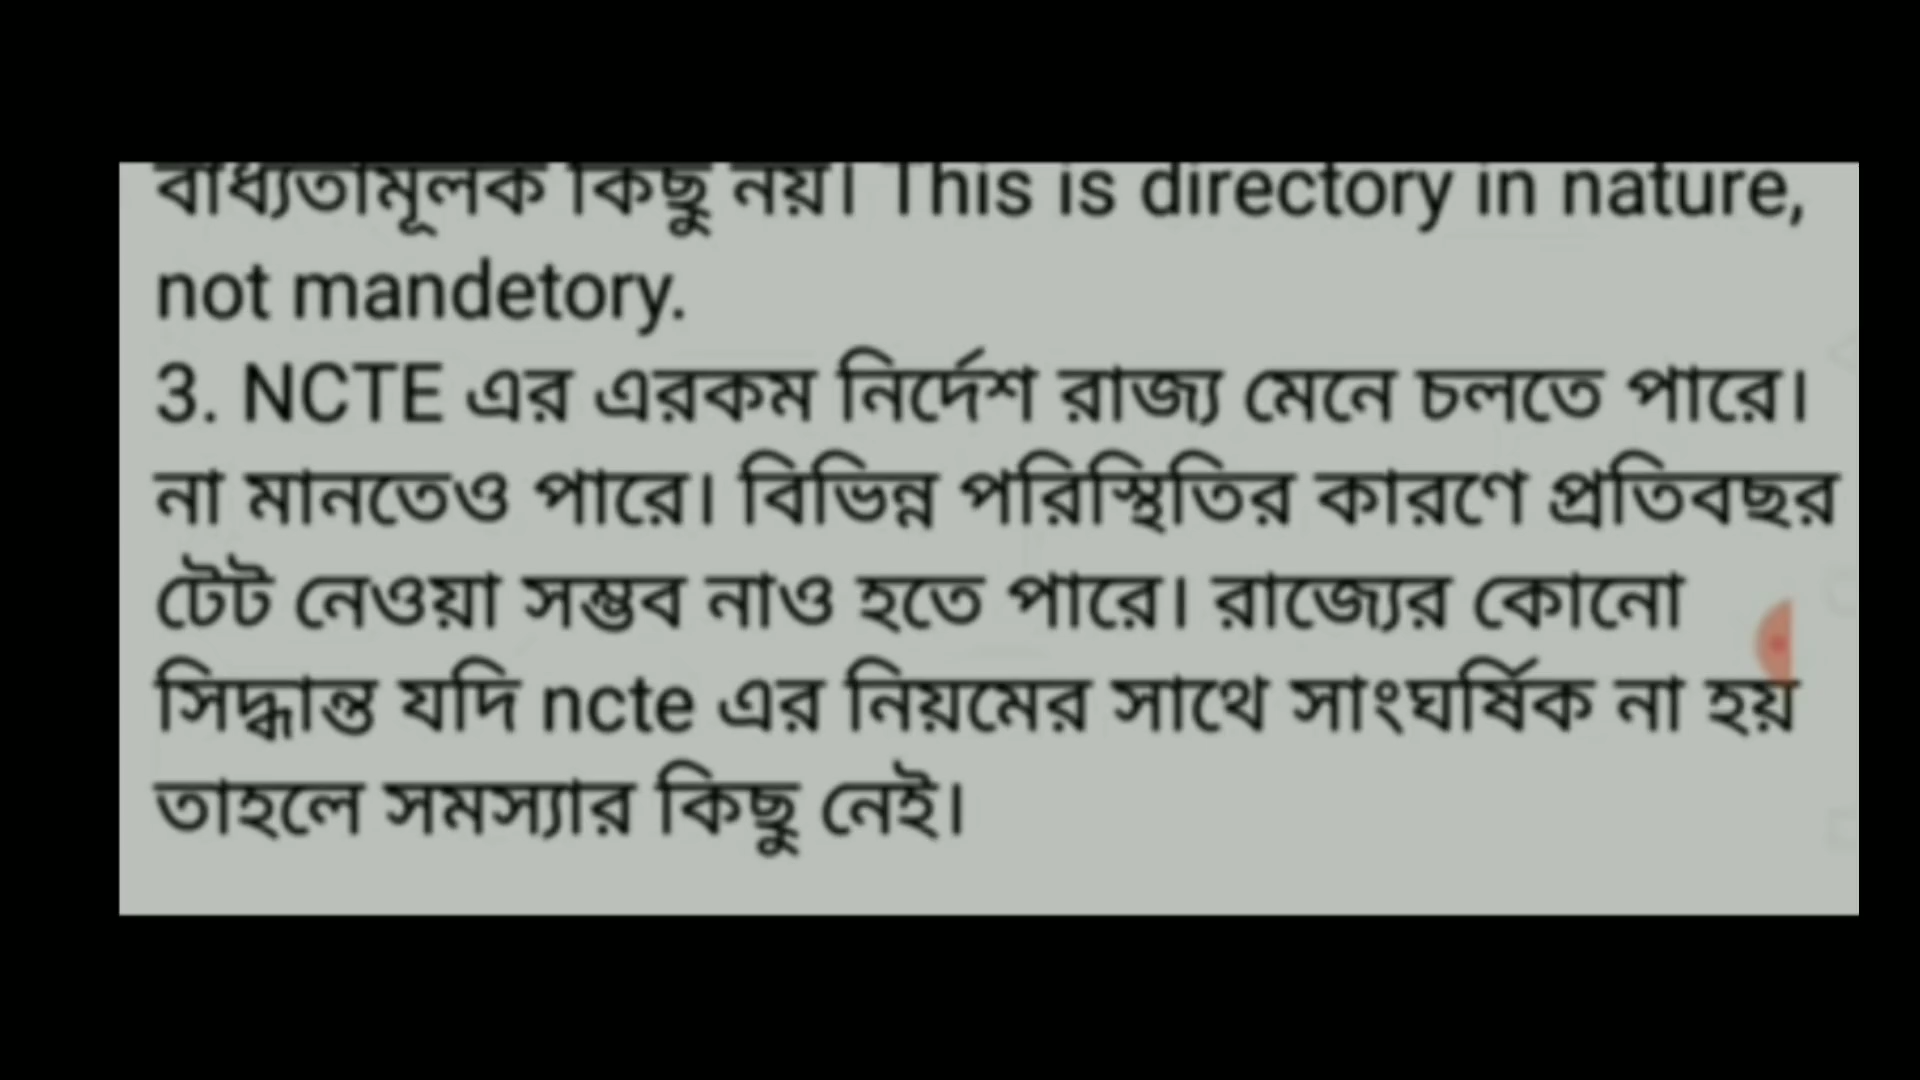 বাধ্যতামূলক কিছু নয়। This is directory in nature,
not mandetory.
3. NCTE এর এরকম নির্দেশ রাজ্য মেনে চলতে পারে।
না মানতেও পারে। বিভিন্ন পরিস্থিতির কারণে প্রতিবছর
টেট নেওয়া সম্ভব নাও হতে পারে। রাজ্যের কোনো
সিদ্ধান্ত যদি ncte এর নিয়মের সাথে সাংঘর্ষিক না হয়
তাহলে সমস্যার কিছু নেই।